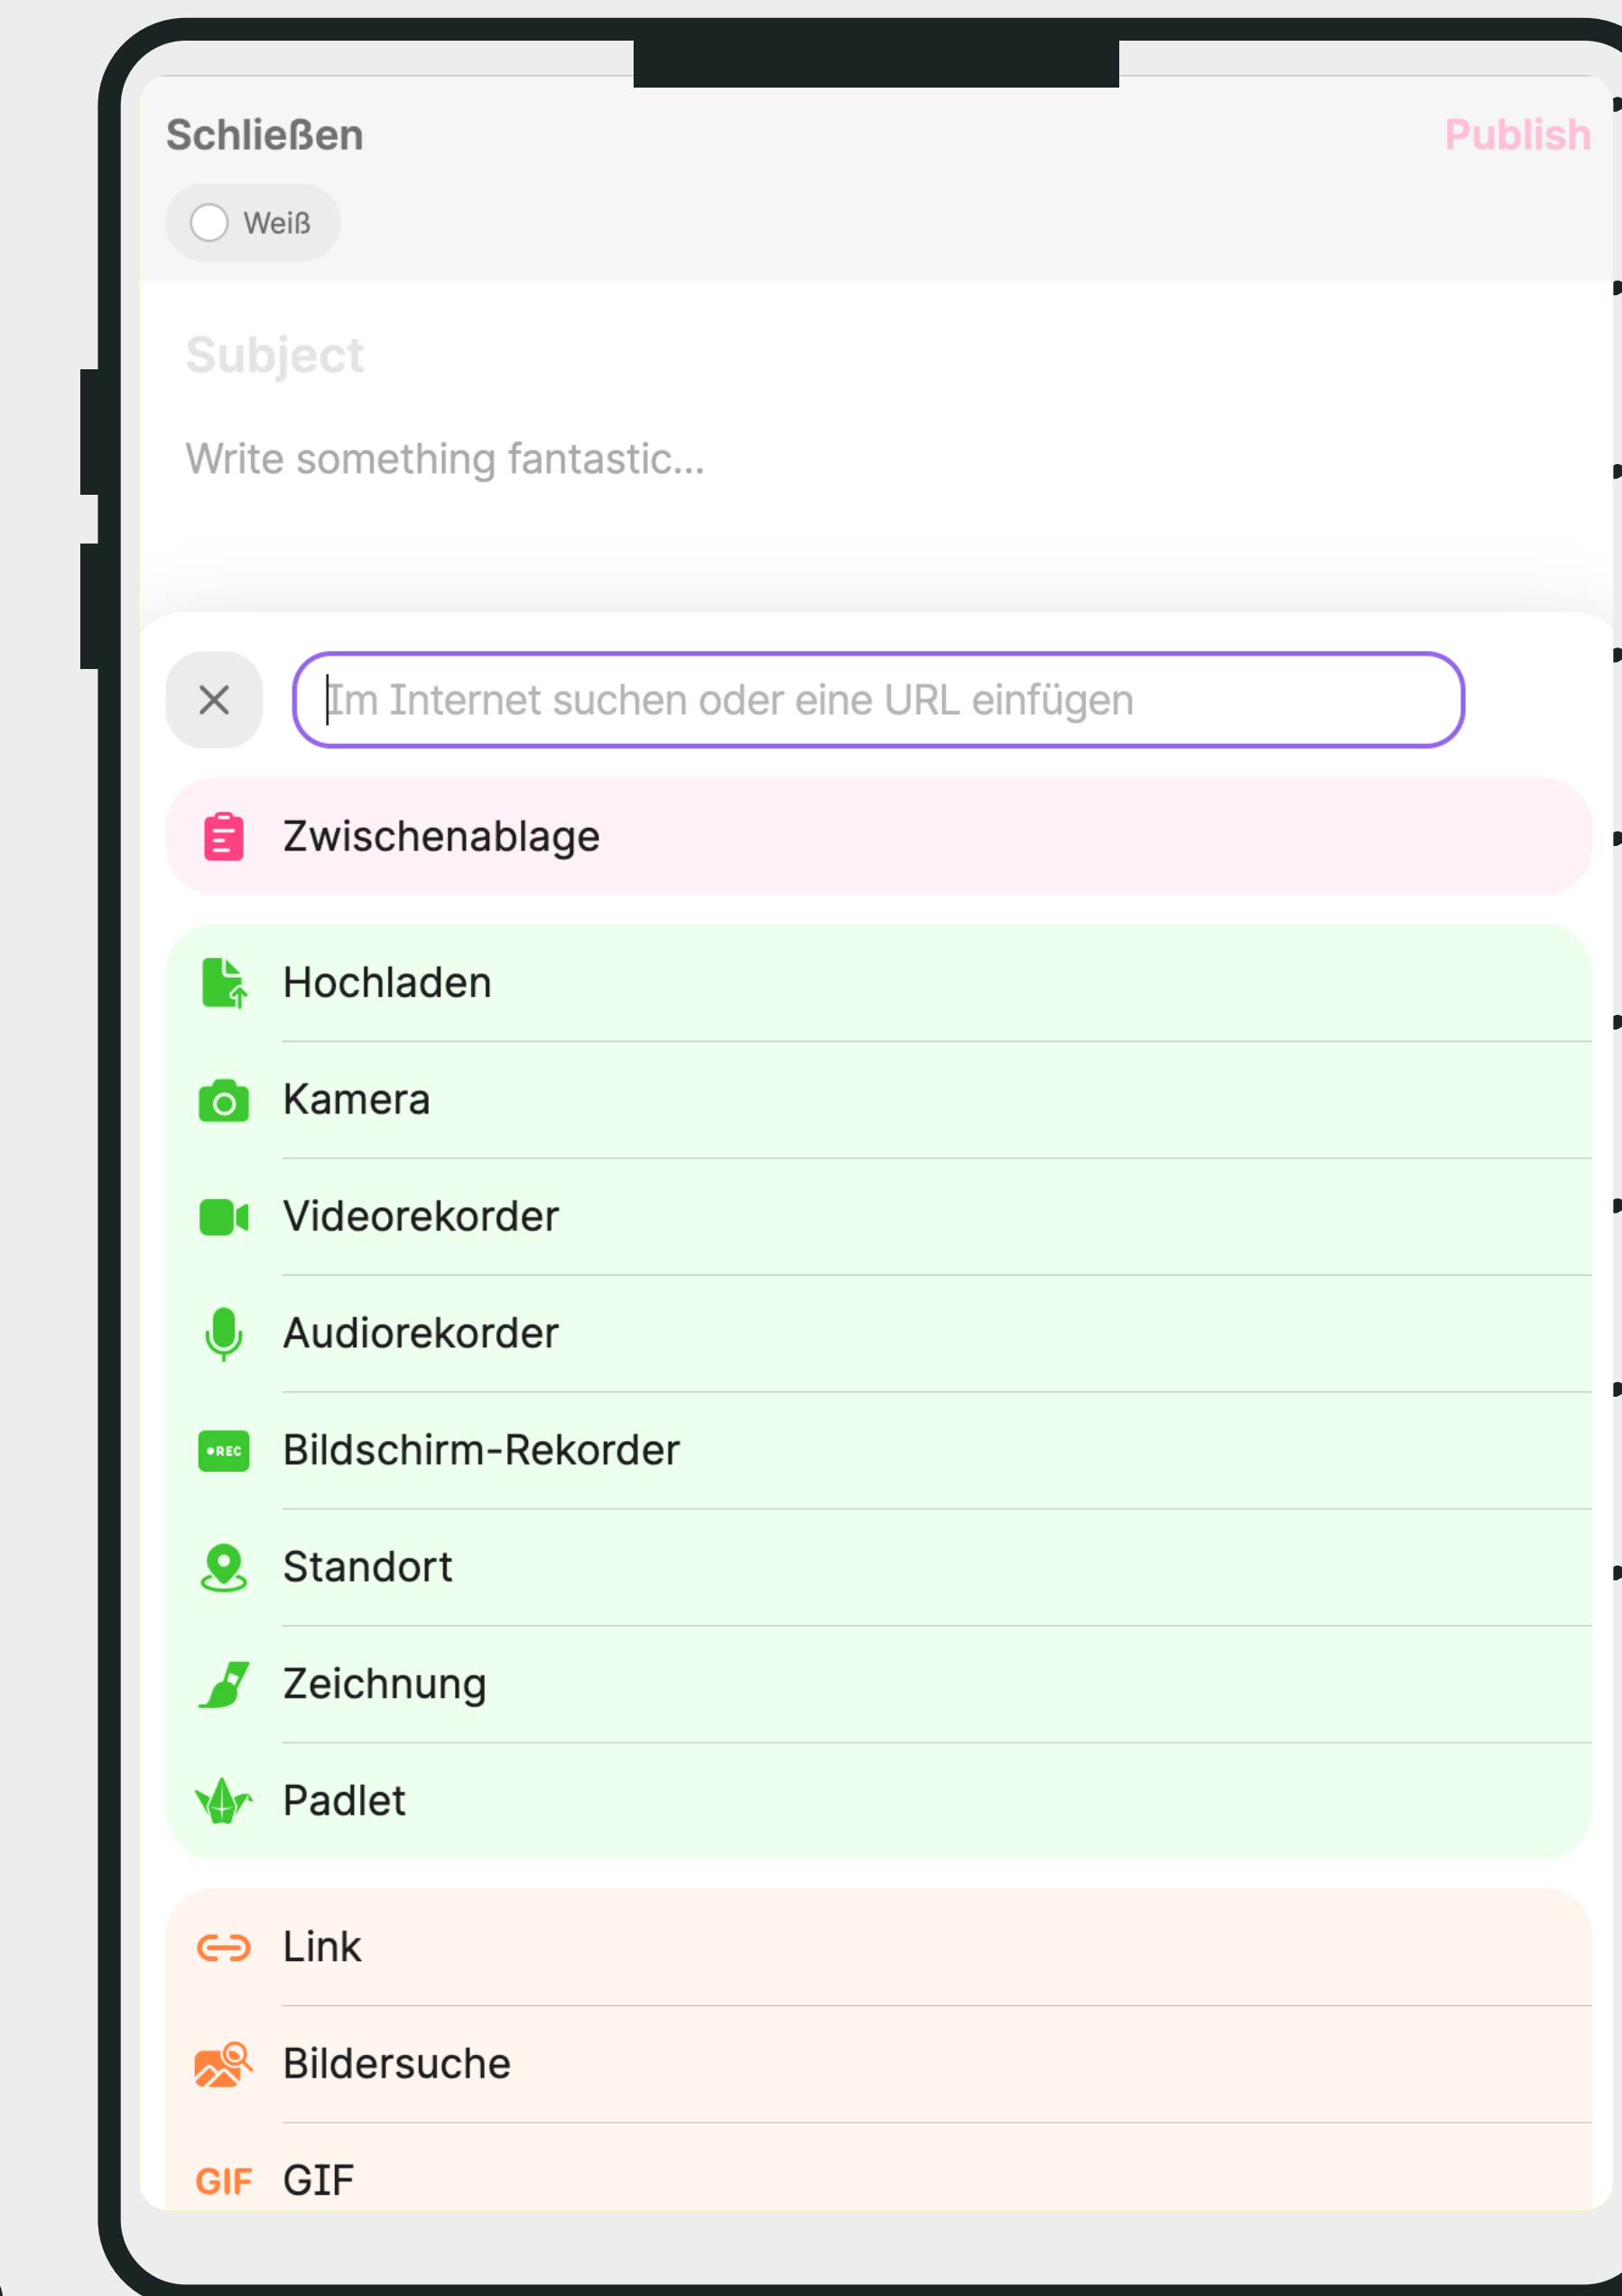 Schließen
Publish
Weiß
Subject
Write something fantastic...
Im Internet suchen oder eine URL einfügen
Zwischenablage
Hochladen
Kamera
Videorekorder
Audiorekorder
REC
Bildschirm-Rekorder
Standort
Zeichnung
Padlet
Link
Bildersuche
GIF GIF